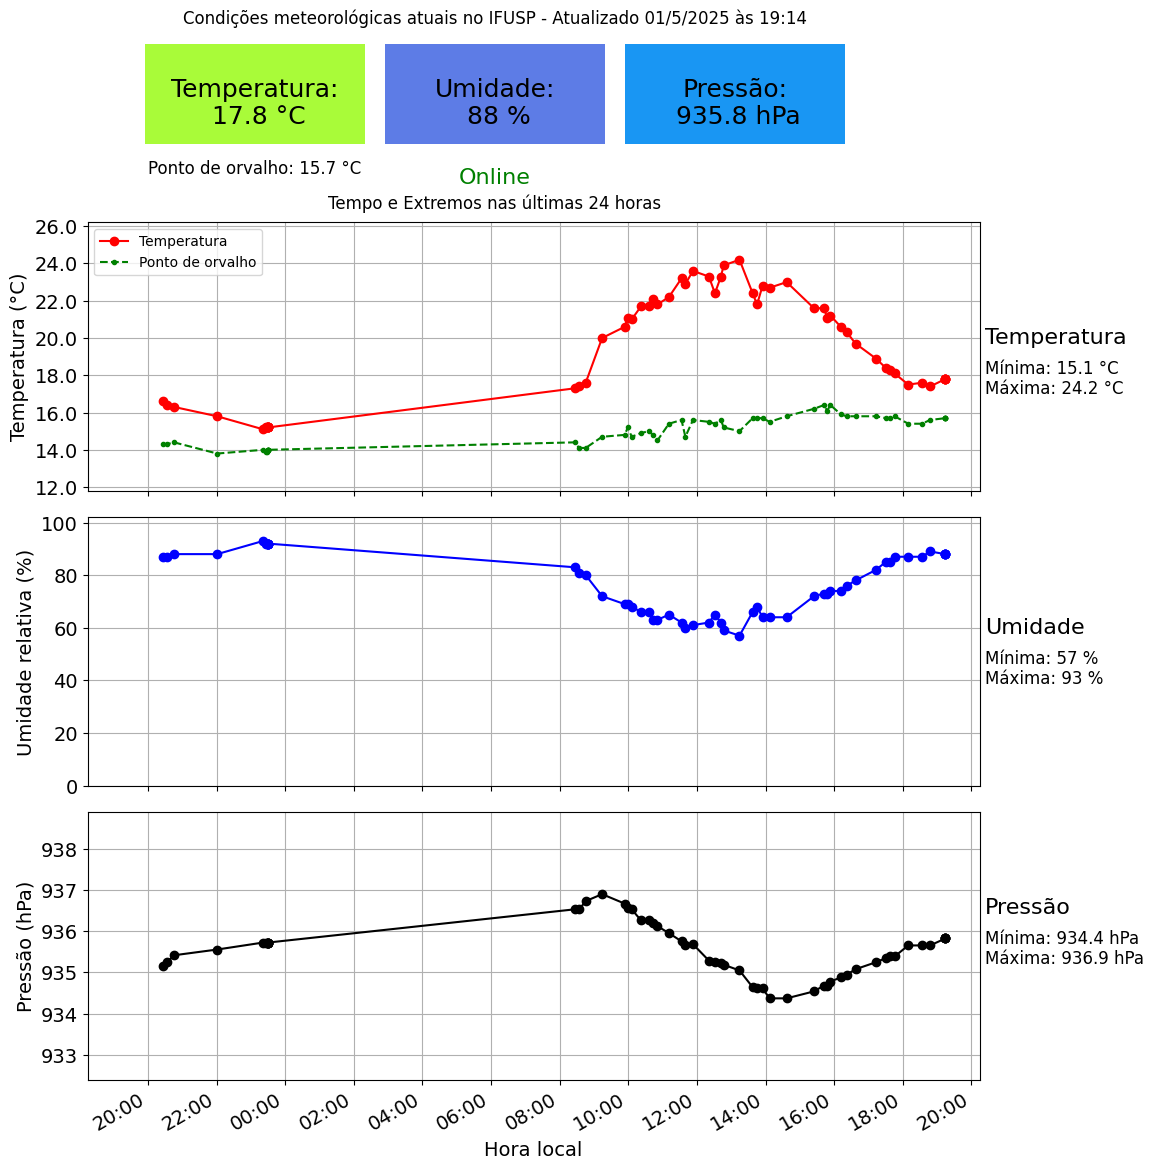 Condições meteorológicas atuais no IFUSP - Atualizado 01/5/2025 às 19:14
Temperatura:
17.8 °C
Umidade:
88 %
Pressão:
935.8 hPa
Ponto de orvalho: 15.7 °C
Online
Tempo e Extremos nas últimas 24 horas
Temperatura (°C)
26.0
24.0
22.0
20.0
18.0
16.0
14.0
12.0
Temperatura
Ponto de orvalho
Temperatura
Mínima: 15.1 °C
Máxima: 24.2 °C
Umidade relativa (%)
100
80
60
40
20
0
Umidade
Mínima: 57 %
Máxima: 93 %
Pressão (hPa)
938
937
936
935
934
933
Pressão
Mínima: 934.4 hPa
Máxima: 936.9 hPa
20:00 22:00 00:00 02:00 04:00 06:00 08:00 10:00 12:00 14:00 16:00 18:00 20:00
Hora local